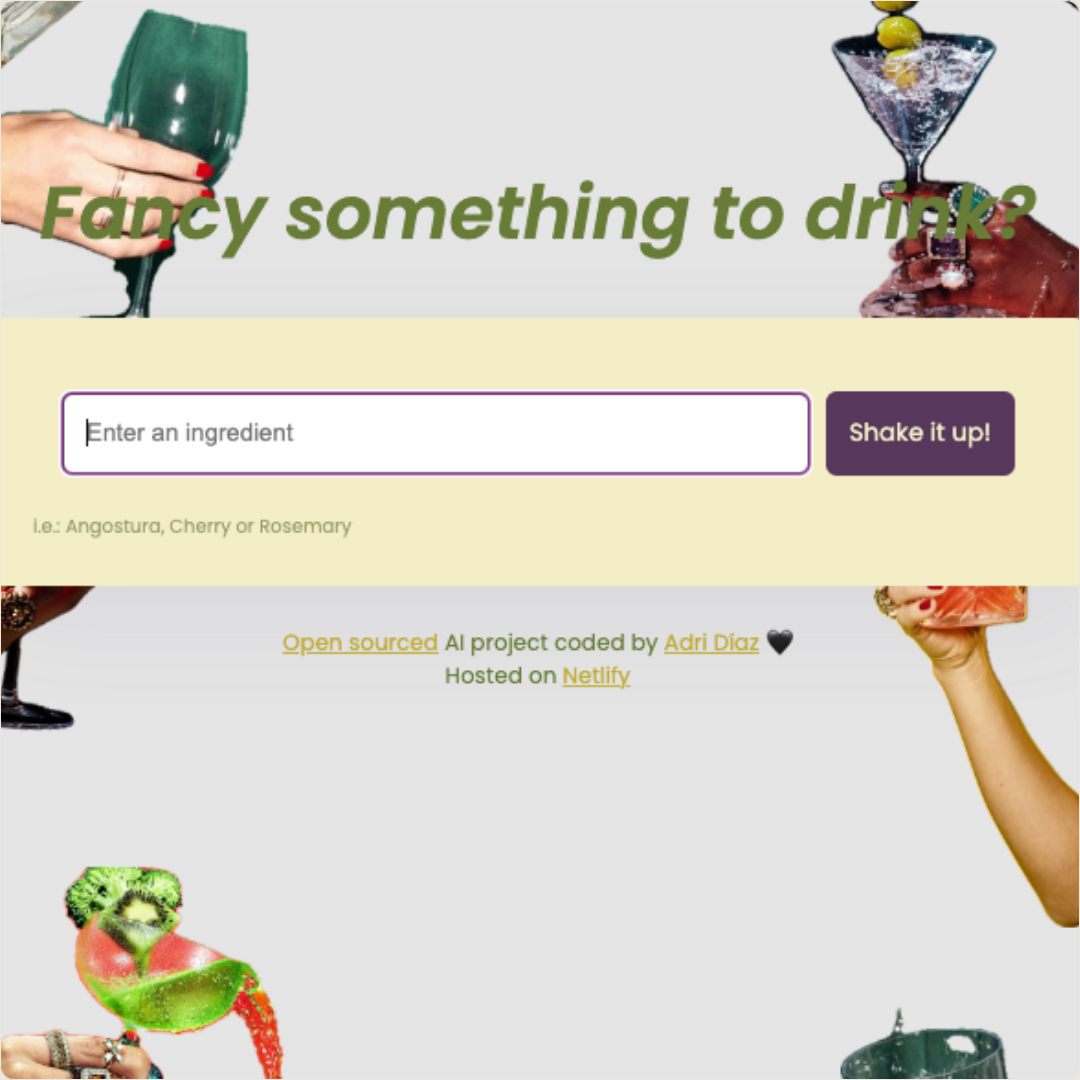 Fancy something to drink?
Enter an ingredient
Shake it up!
i.e.: Angostura, Cherry or Rosemary
Open sourced AI project coded by Adri Díaz 🖤
Hosted on Netlify